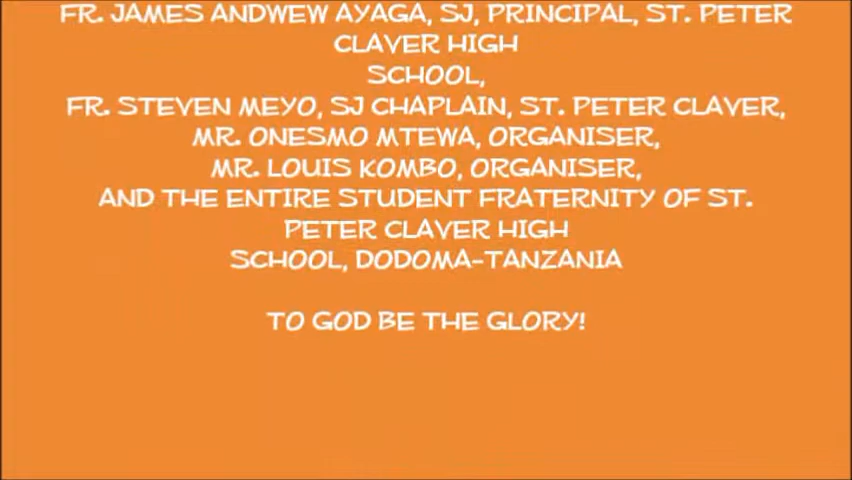 FR. JAMES ANDWEW AYAGA, SJ, PRINCIPAL, ST. PETER
CLAVER HIGH
SCHOOL,
FR. STEVEN MEYO, SJ CHAPLAIN, ST. PETER CLAVER,
MR. ONESMO MTEWA, ORGANISER,
MR. LOUIS KOMBO, ORGANISER,
AND THE ENTIRE STUDENT FRATERNITY OF ST.
PETER CLAVER HIGH
SCHOOL, DODOMA-TANZANIA
TO GOD BE THE GLORY!